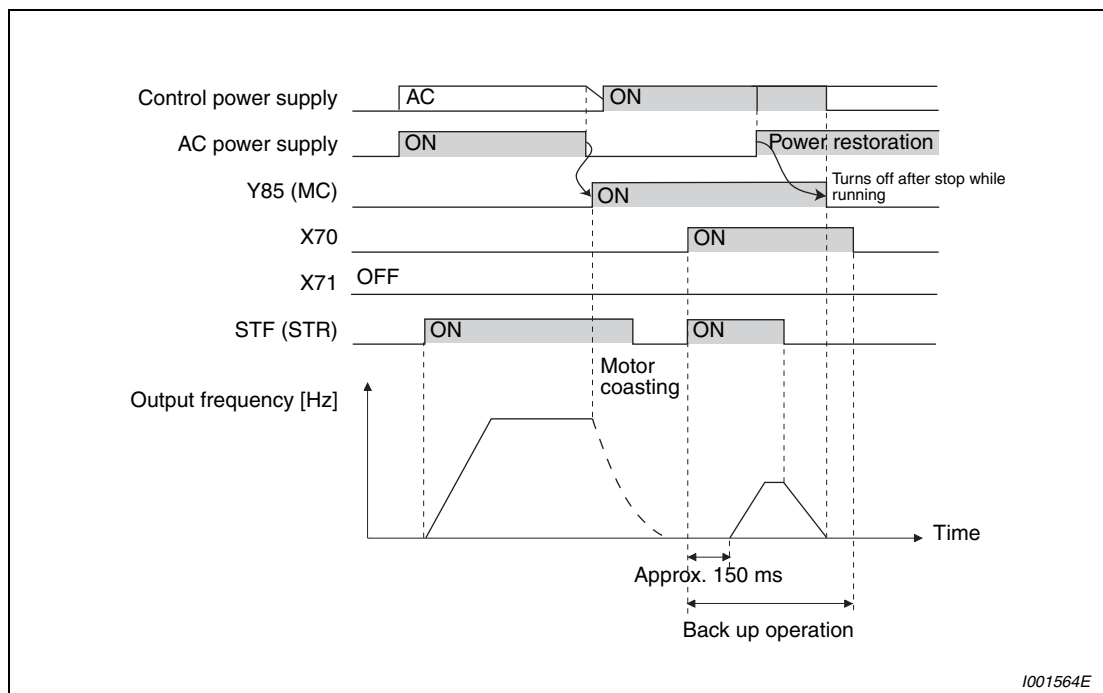 Control power supply
AC
ON
AC power supply
ON
Power restoration
Y85 (MC)
ON
Turns off after stop while
running
X70
ON
X71
OFF
STF (STR)
ON
ON
Motor
coasting
Output frequency [Hz]
Time
Approx. 150 ms
Back up operation
I001564E